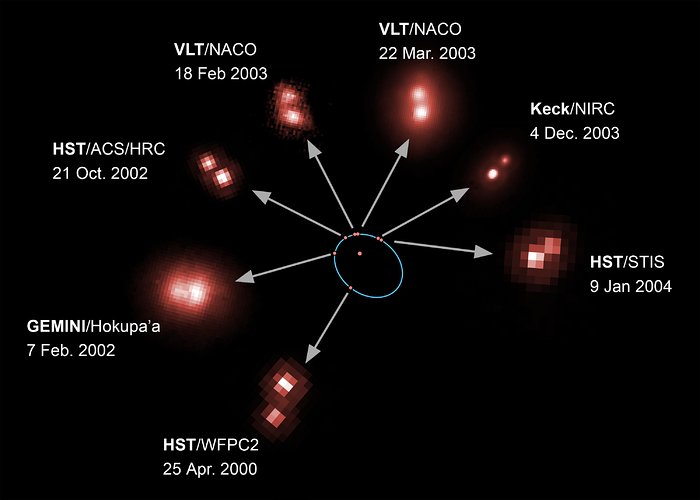 VLT/NACO
22 Mar. 2003
VLT/NACO
18 Feb 2003
Keck/NIRC
4 Dec. 2003
HST/ACS/HRC
21 Oct. 2002
HST/STIS
9 Jan 2004
GEMINI/Hokupa’a
7 Feb. 2002
HST/WFPC2
25 Apr. 2000